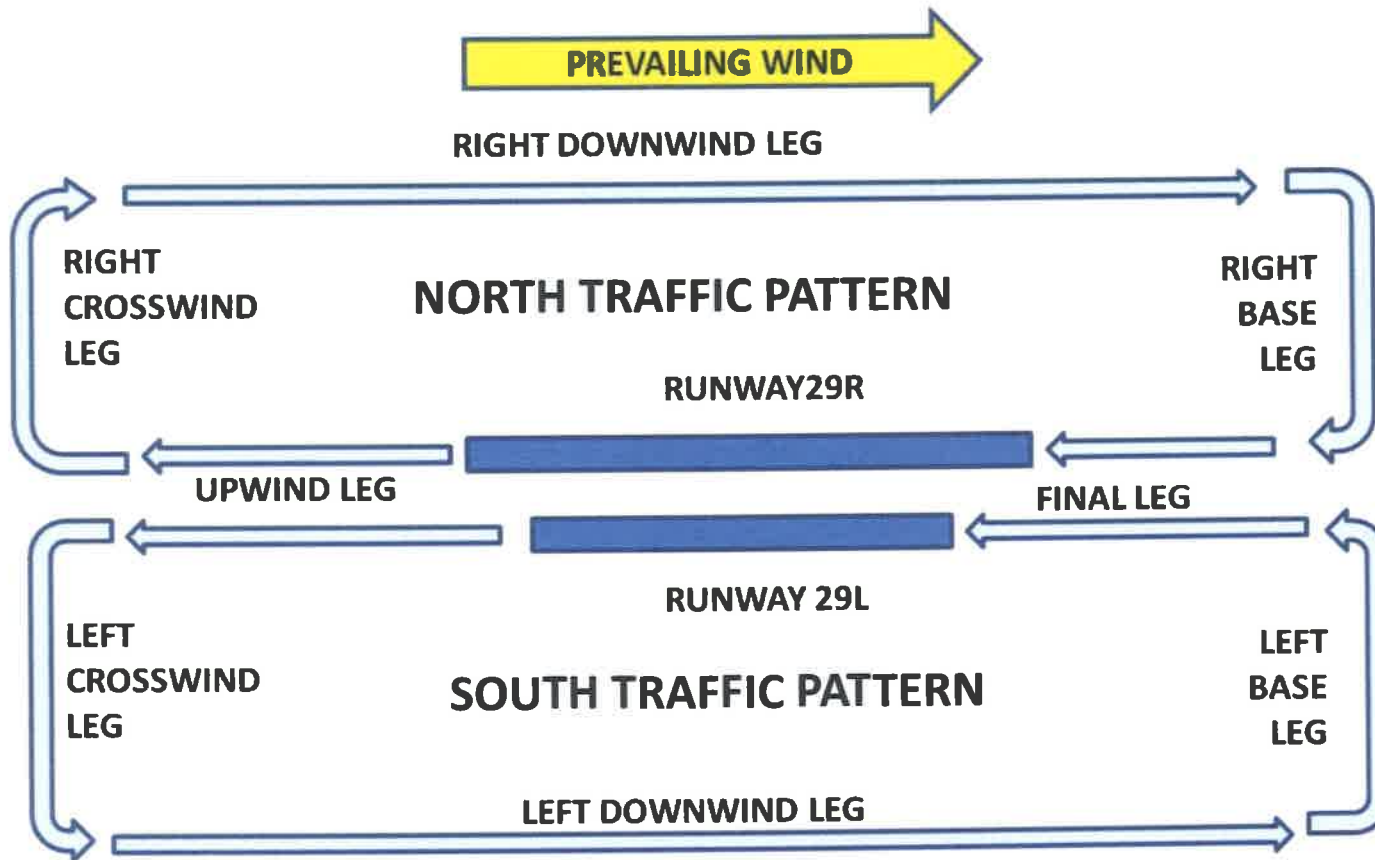 PREVAILING WIND
RIGHT DOWNWIND LEG
RIGHT
CROSSWIND
LEG
NORTH TRAFFIC PATTERN
RIGHT
BASE
LEG
RUNWAY29R
UPWIND LEG
FINAL LEG
RUNWAY 29L
LEFT
CROSSWIND
LEG
SOUTH TRAFFIC PATTERN
LEFT
BASE
LEG
LEFT DOWNWIND LEG